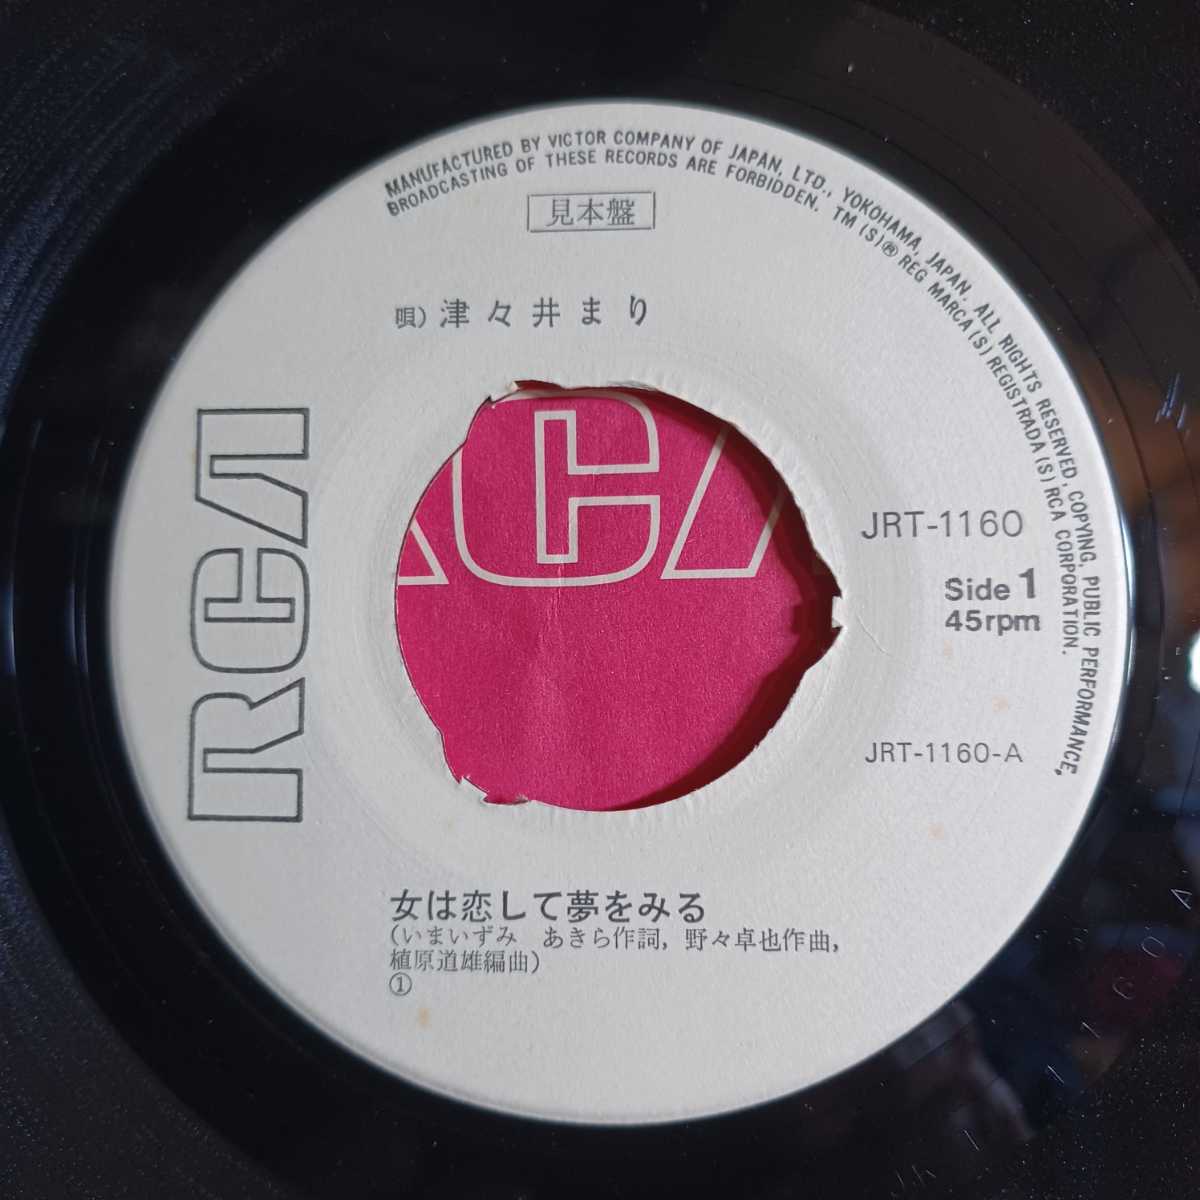 MANUFACTURED BY VICTOR COMPANY OF JAPAN, LTD., YOKOHAMA, JAPAN. ALL RIGHTS RESERVED, COPYING, PUBLIC PERFORMANCE,
BROADCASTING OF THESE RECORDS ARE FORBIDDEN. TM(S)® REG MARCA(S) REGISTRADA(S) RCA CORPORATION.
見本盤
唄) 津々井まり
RCA
RCA
JRT-1160
Side 1
45rpm
JRT-1160-A
女は恋して夢をみる
(いまいずみ あきら作詞, 野々卓也作曲,
植原道雄編曲)
①